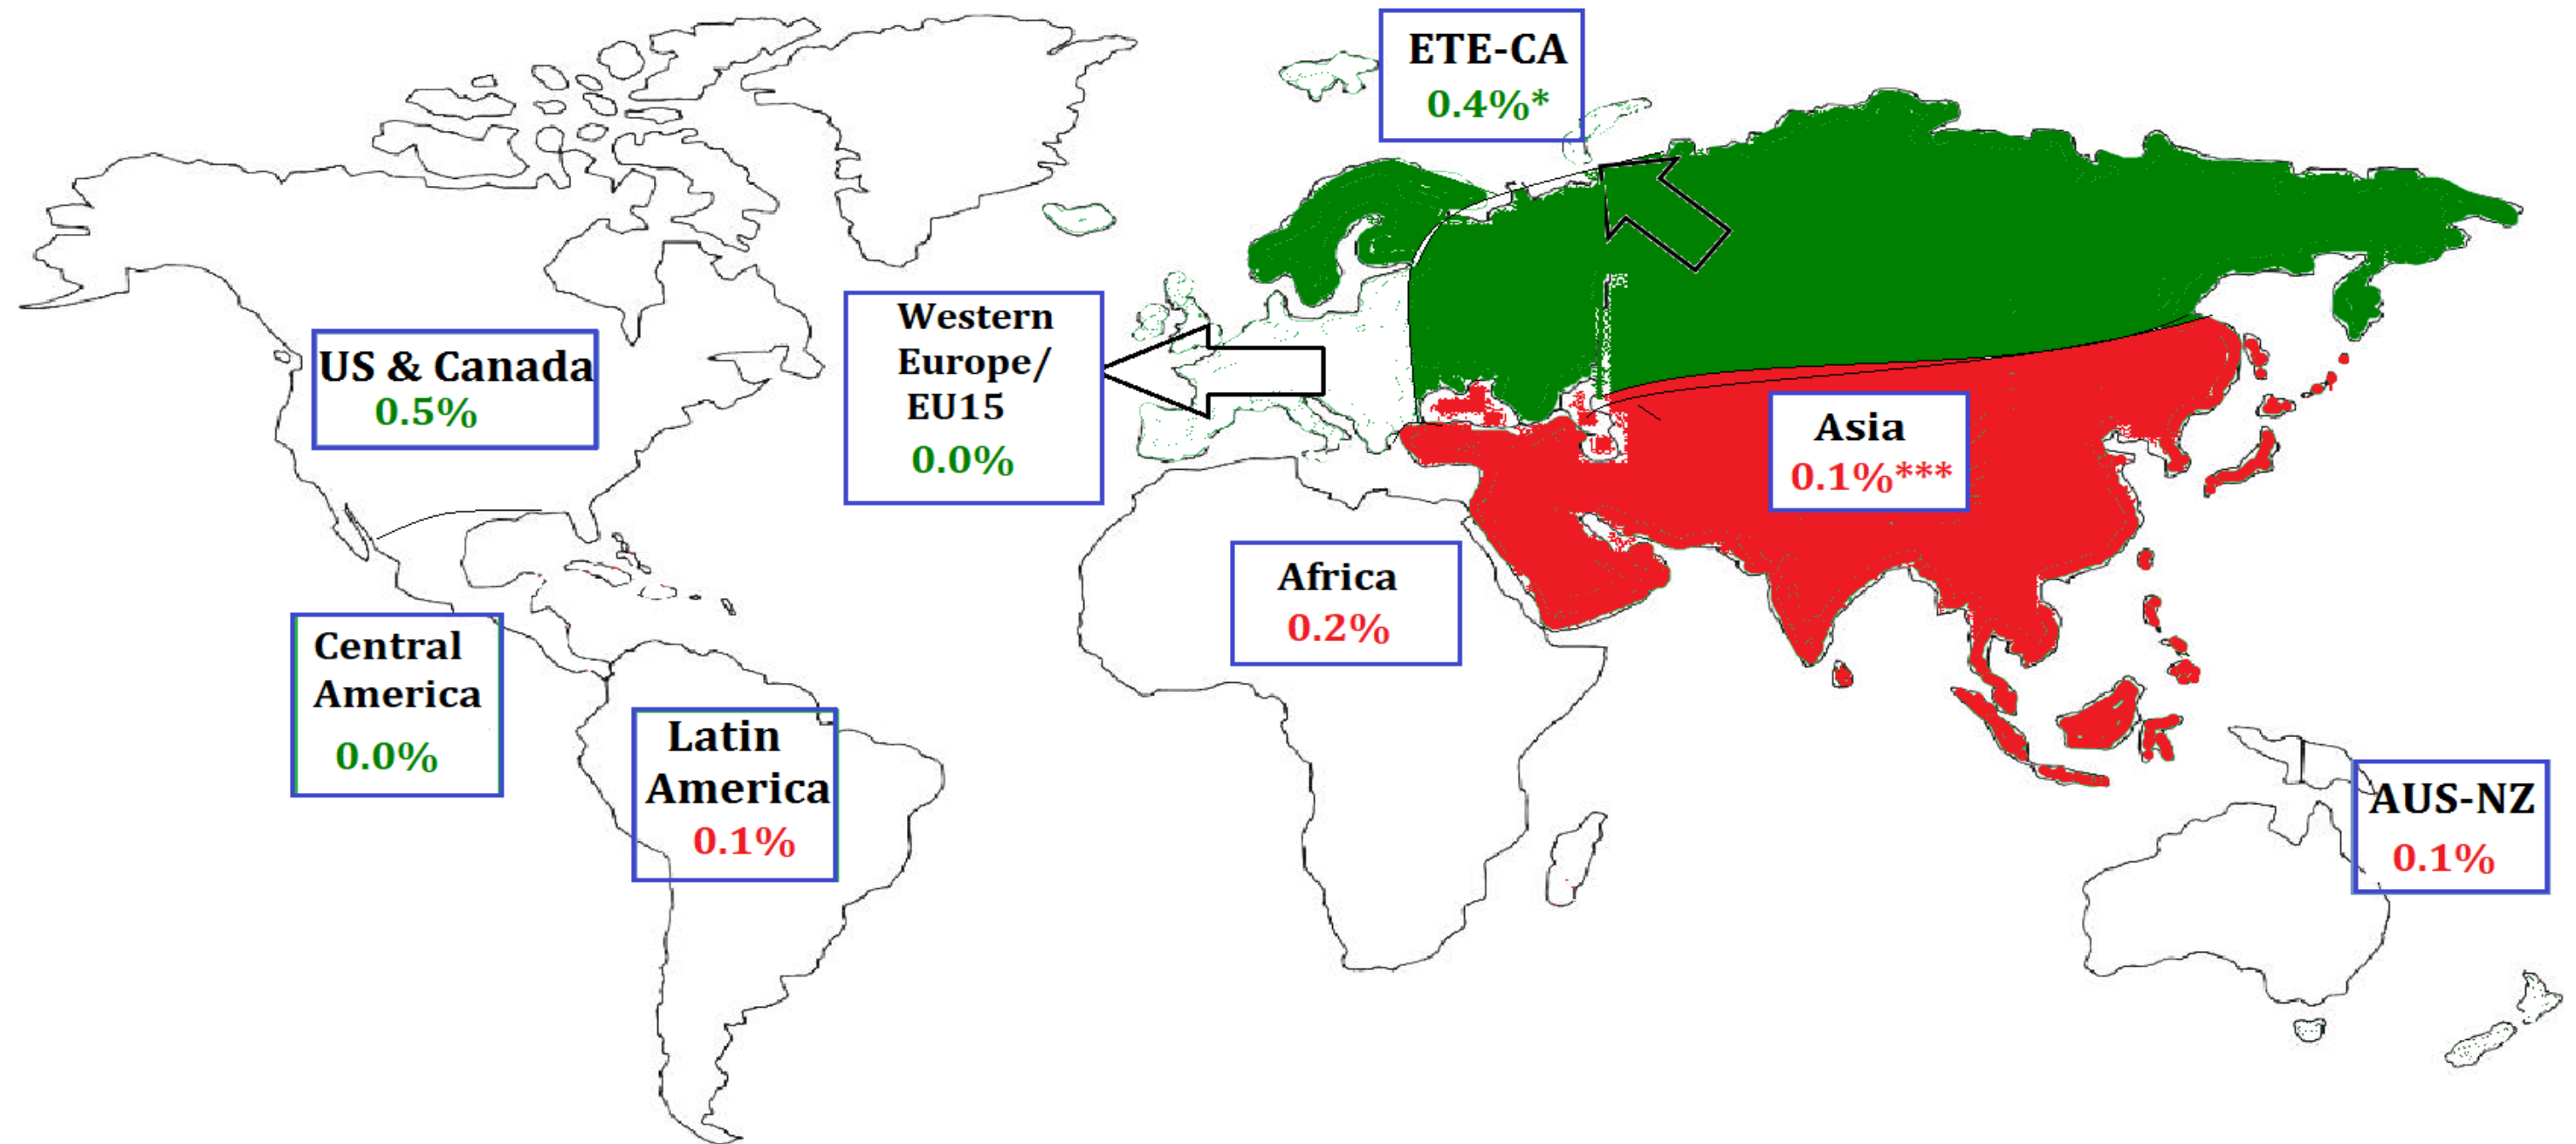 ETE-CA
0.4%*
Western
Europe/
EU15
0.0%
US & Canada
0.5%
Asia
0.1%***
Africa
0.2%
Central
America
0.0%
Latin
America
0.1%
AUS-NZ
0.1%